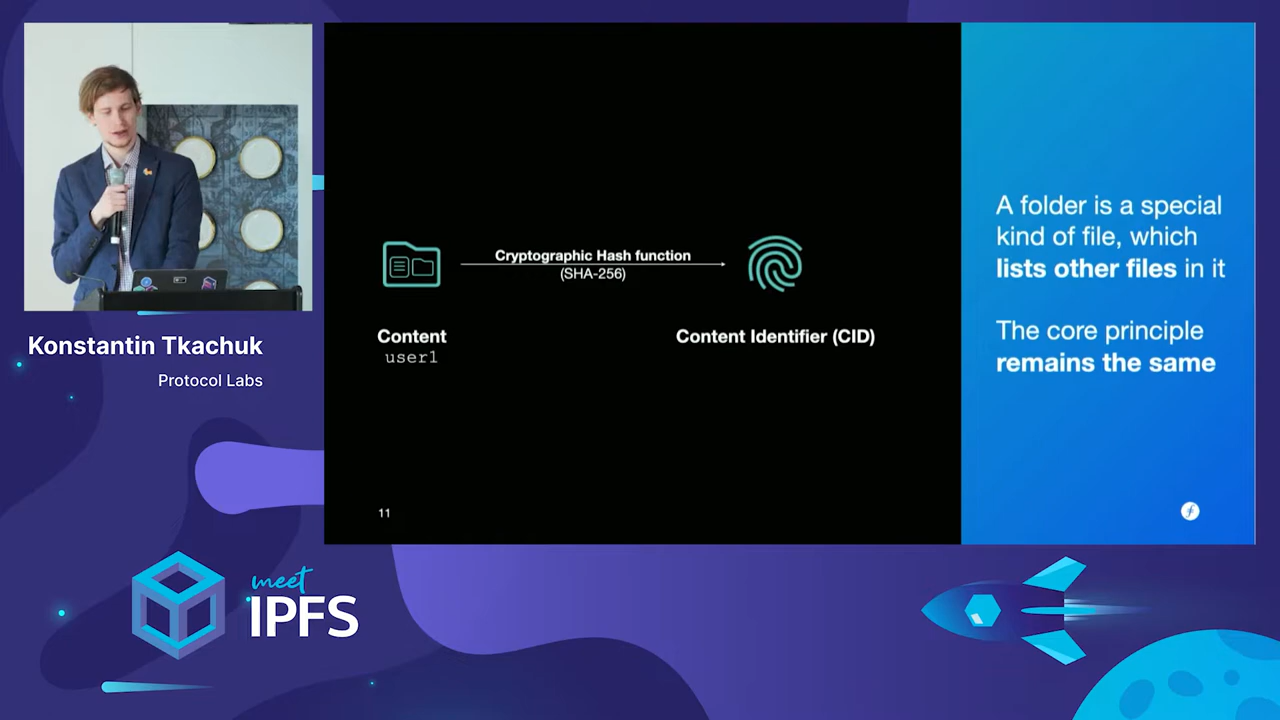 Cryptographic Hash function
(SHA-256)
Content
user1
Content Identifier (CID)
11
A folder is a special
kind of file, which
lists other files in it
The core principle
remains the same
Konstantin Tkachuk
Protocol Labs
meet
IPFS